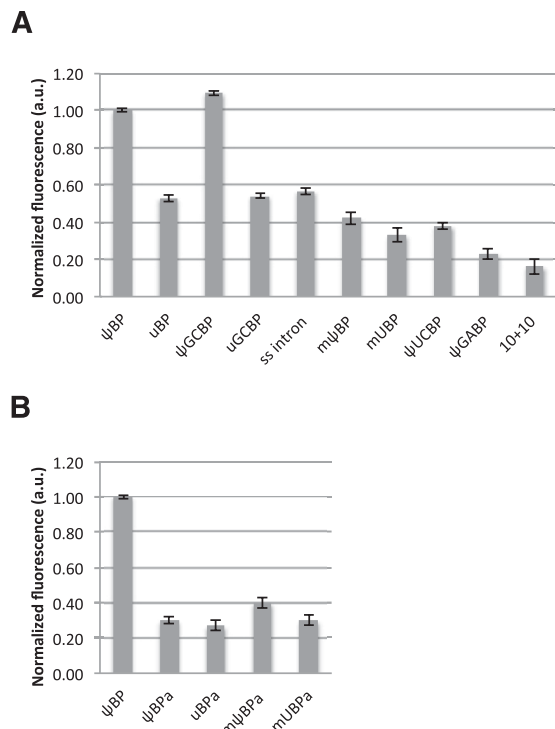 A
Normalized fluorescence (a.u.)
1.20
1.00
0.80
0.60
0.40
0.20
0.00
ψBP
uBP
ψGCBP
uGCBP
ss intron
mψBP
mUBP
ψUCBP
ψGABP
10+10
B
Normalized fluorescence (a.u.)
1.20
1.00
0.80
0.60
0.40
0.20
0.00
ψBP
ψBPa
uBPa
mψBPa
mUBPa